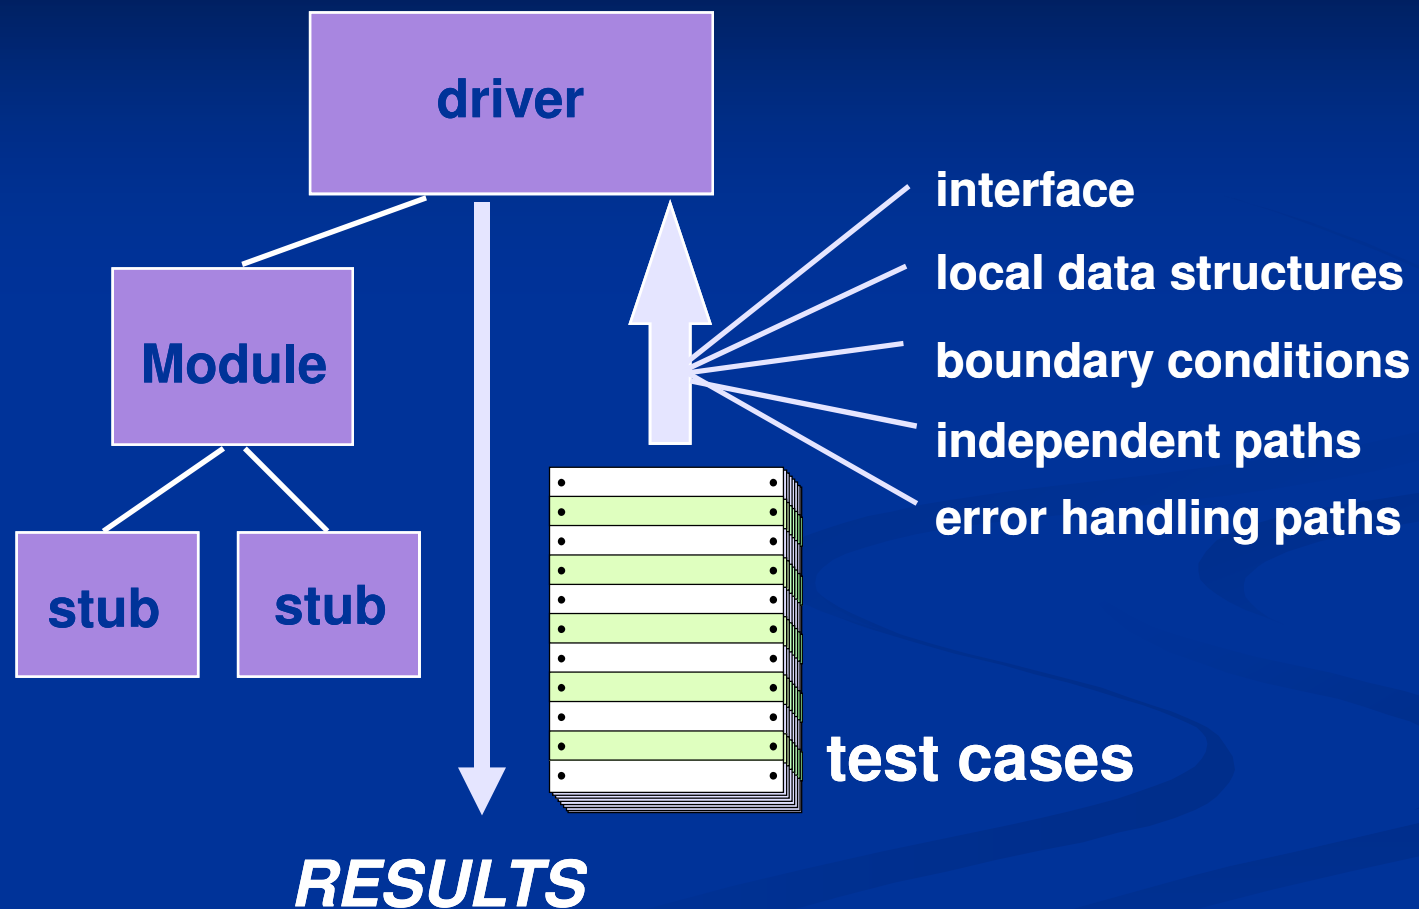 driver
interface
local data structures
boundary conditions
independent paths
error handling paths
Module
stub
stub
test cases
RESULTS